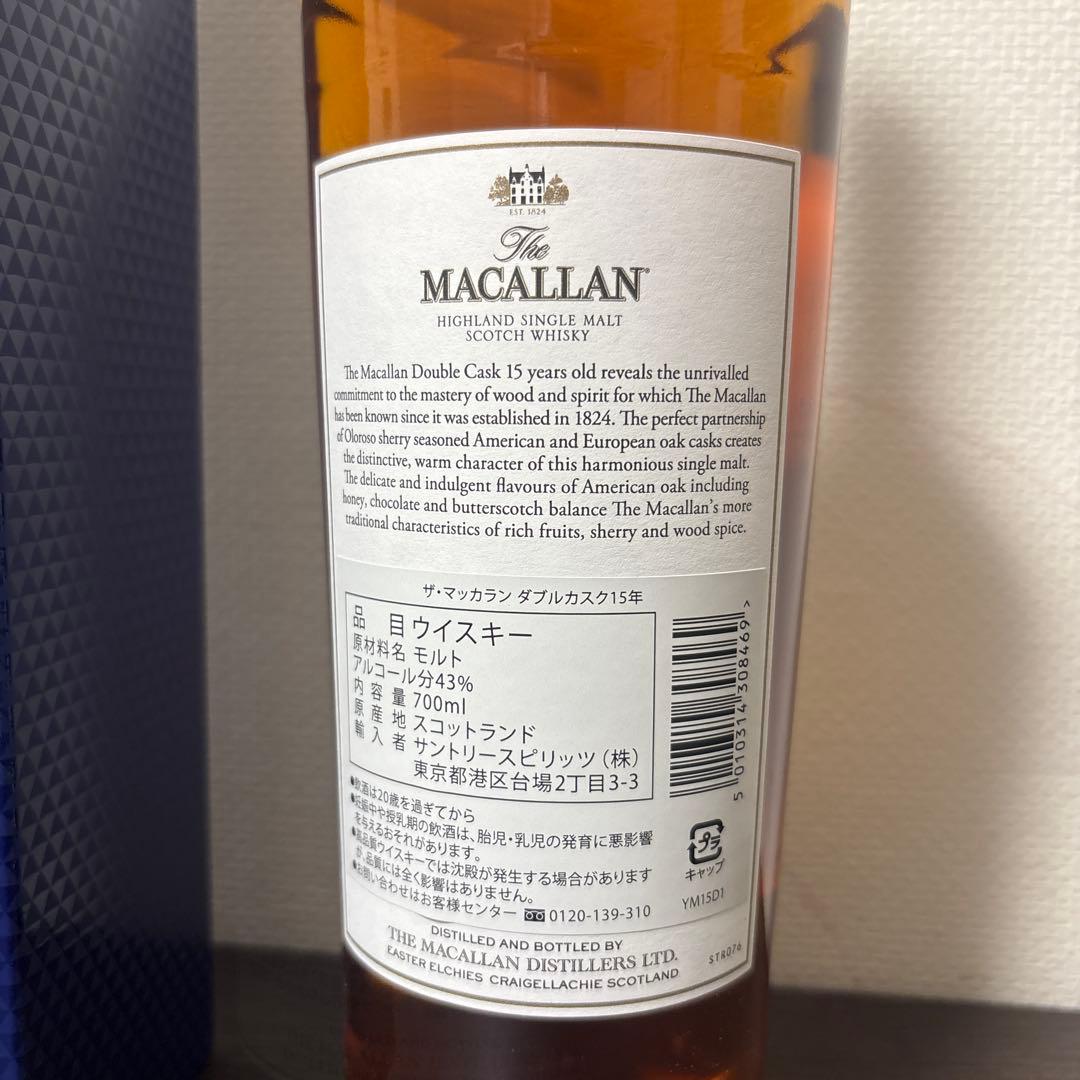 EST. 1824
The
MACALLAN
HIGHLAND SINGLE MALT
SCOTCH WHISKY
The Macallan Double Cask 15 years old reveals the unrivalled
commitment to the mastery of wood and spirit for which The Macallan
has been known since it was established in 1824. The perfect partnership
of Oloroso sherry seasoned American and European oak casks creates
the distinctive, warm character of this harmonious single malt.
The delicate and indulgent flavours of American oak including
honey, chocolate and butterscotch balance The Macallan's more
traditional characteristics of rich fruits, sherry and wood spice.
ザ・マッカラン ダブルカスク15年
品 目 ウイスキー
原材料名 モルト
アルコール分43%
内 容 量 700ml
原 産 地 スコットランド
輸 入 者 サントリースピリッツ(株)
東京都港区台場2丁目3-3
5 010314 308469 >
●飲酒は20歳を過ぎてから
●妊娠中や授乳期の飲酒は、胎児・乳児の発育に悪影響
を与えるおそれがあります。
●高品質ウイスキーでは沈殿が発生する場合があります
が、品質には全く影響はありません。
●お問い合わせはお客様センター 0120-139-310
プラ
キャップ
YM15D1
DISTILLED AND BOTTLED BY
THE MACALLAN DISTILLERS LTD.
EASTER ELCHIES CRAIGELLACHIE SCOTLAND
STR076